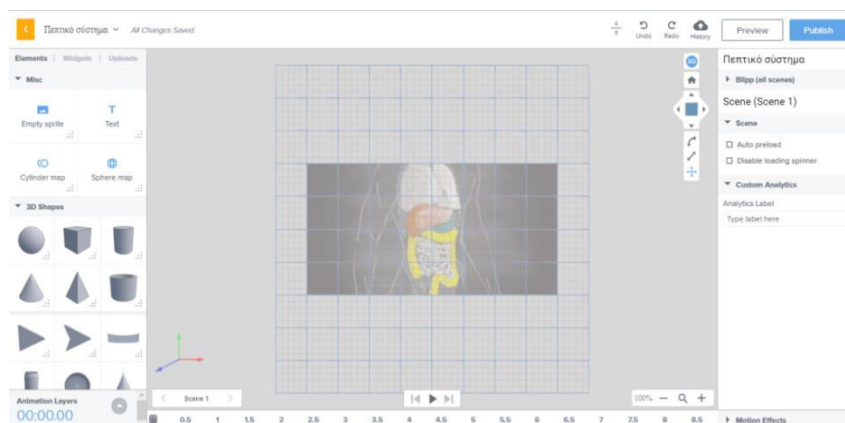 Πεπτικό σύστημα
All Changes Saved
Undo
Redo
History
Preview
Publish
Elements
Widgets
Uploads
Misc
Empty sprite
Text
Cylinder map
Sphere map
3D Shapes
Animation Layers
00:00.00
3D
Scene 1
100%
0.5 1 1.5 2 2.5 3 3.5 4 4.5 5 5.5 6 6.5 7 7.5 8 8.5
Πεπτικό σύστημα
Blipp (all scenes)
Scene (Scene 1)
Scene
Auto preload
Disable loading spinner
Custom Analytics
Analytics Label
Type label here
Motion Effects